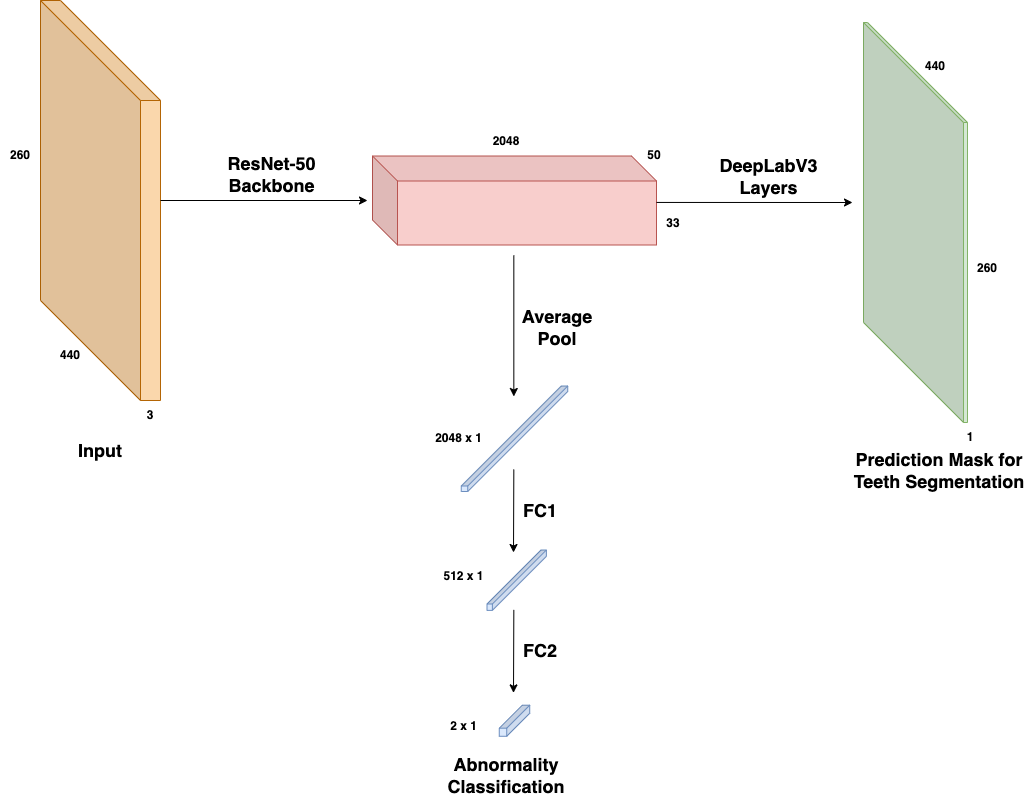 260
440
3
Input
ResNet-50
Backbone
2048
50
33
DeepLabV3
Layers
440
260
1
Prediction Mask for
Teeth Segmentation
Average
Pool
2048 x 1
FC1
512 x 1
FC2
2 x 1
Abnormality
Classification